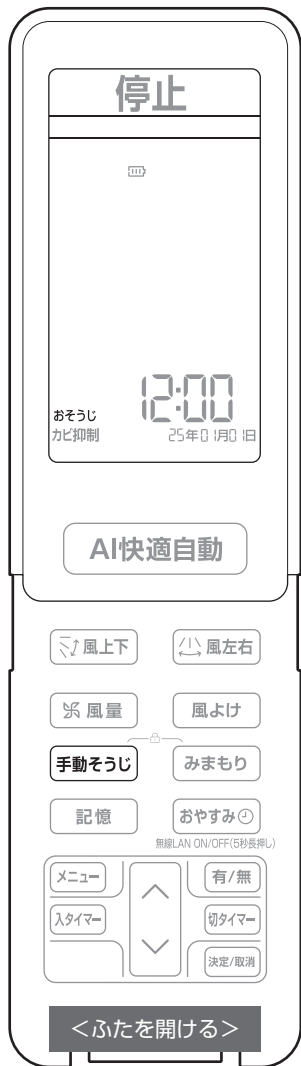 停止
12:00
おそうじ
カビ抑制 25年01月01日
AI快適自動
風上下 風左右
風量 風よけ
手動そうじ みまもり
記憶 おやすみ
無線LAN ON/OFF(5秒長押し)
メニュー 有/無
入タイマー 切タイマー
決定/取消
＜ふたを開ける＞